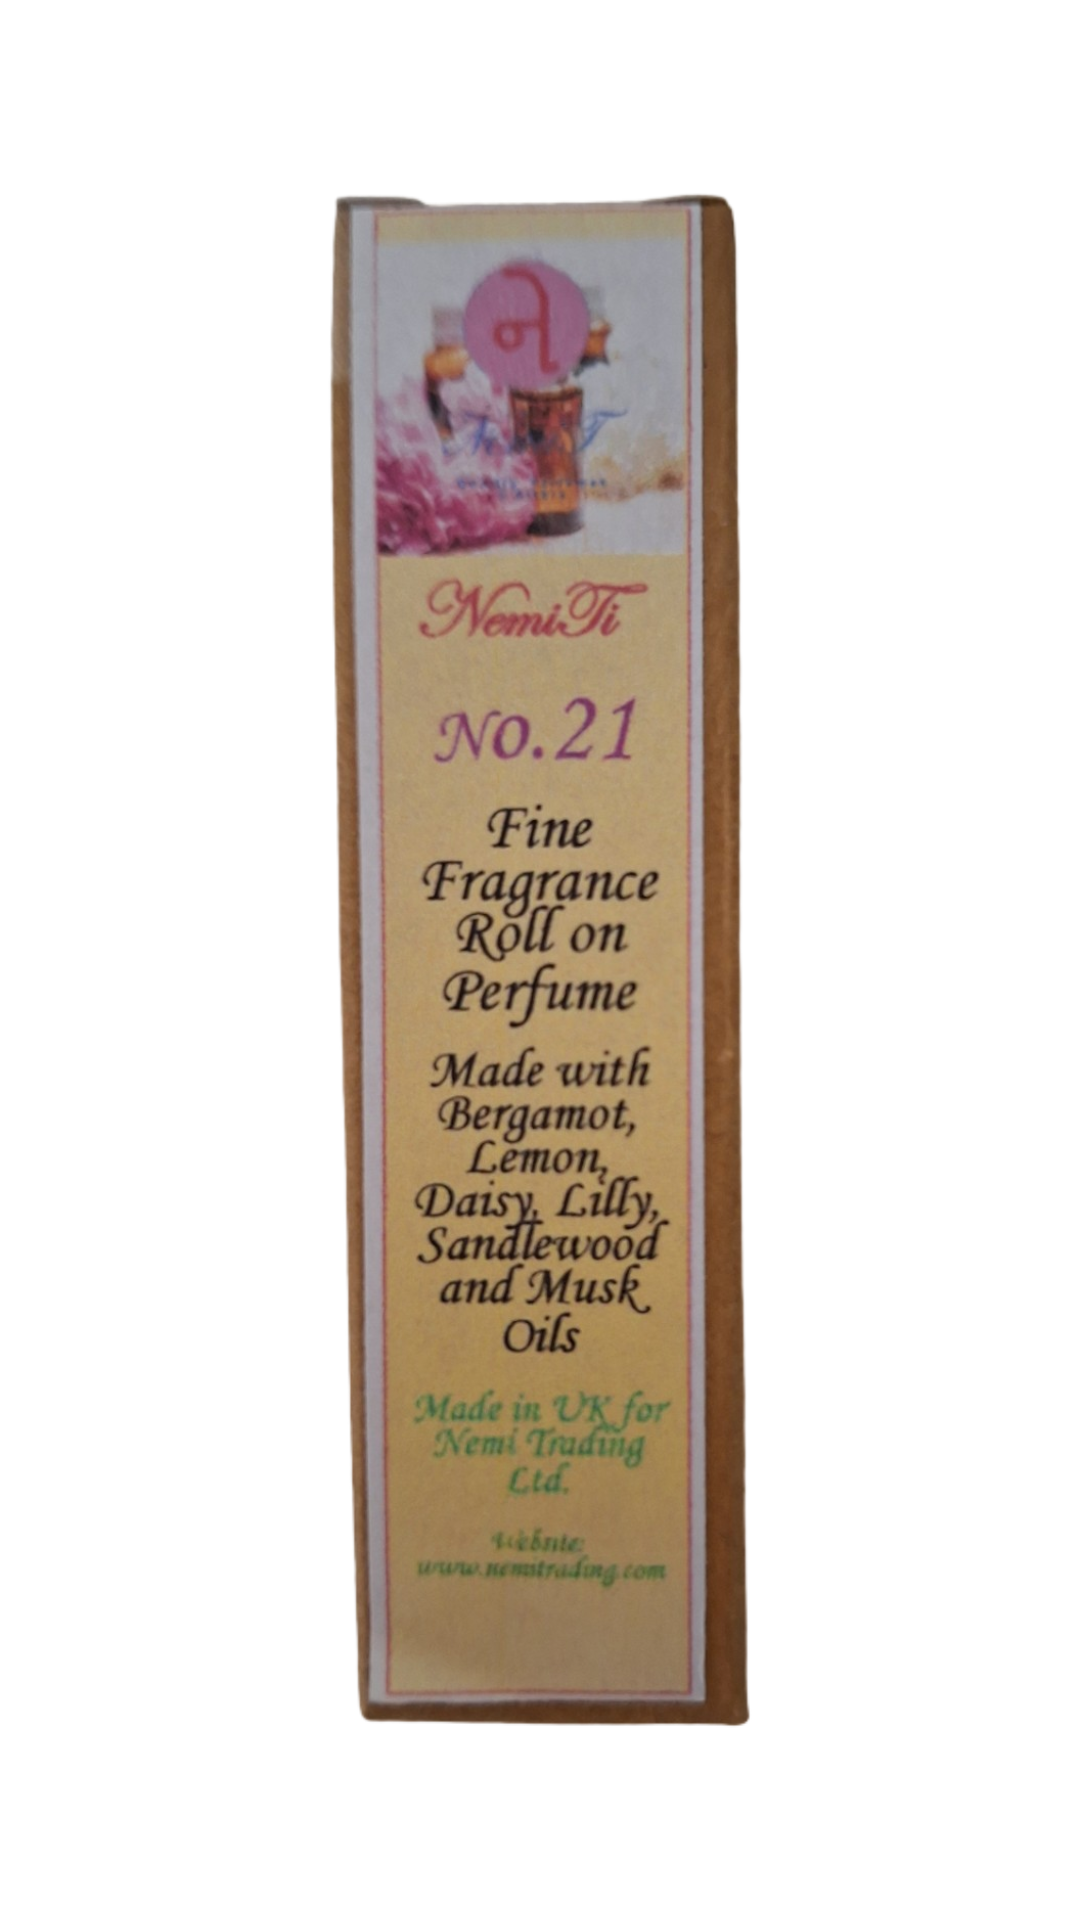 ને
NemiTi
No.21
Fine
Fragrance
Roll on
Perfume
Made with
Bergamot,
Lemon,
Daisy, Lilly,
Sandlewood
and Musk
Oils
Made in UK for
Nemi Trading
Ltd.
Website:
www.nemitrading.com